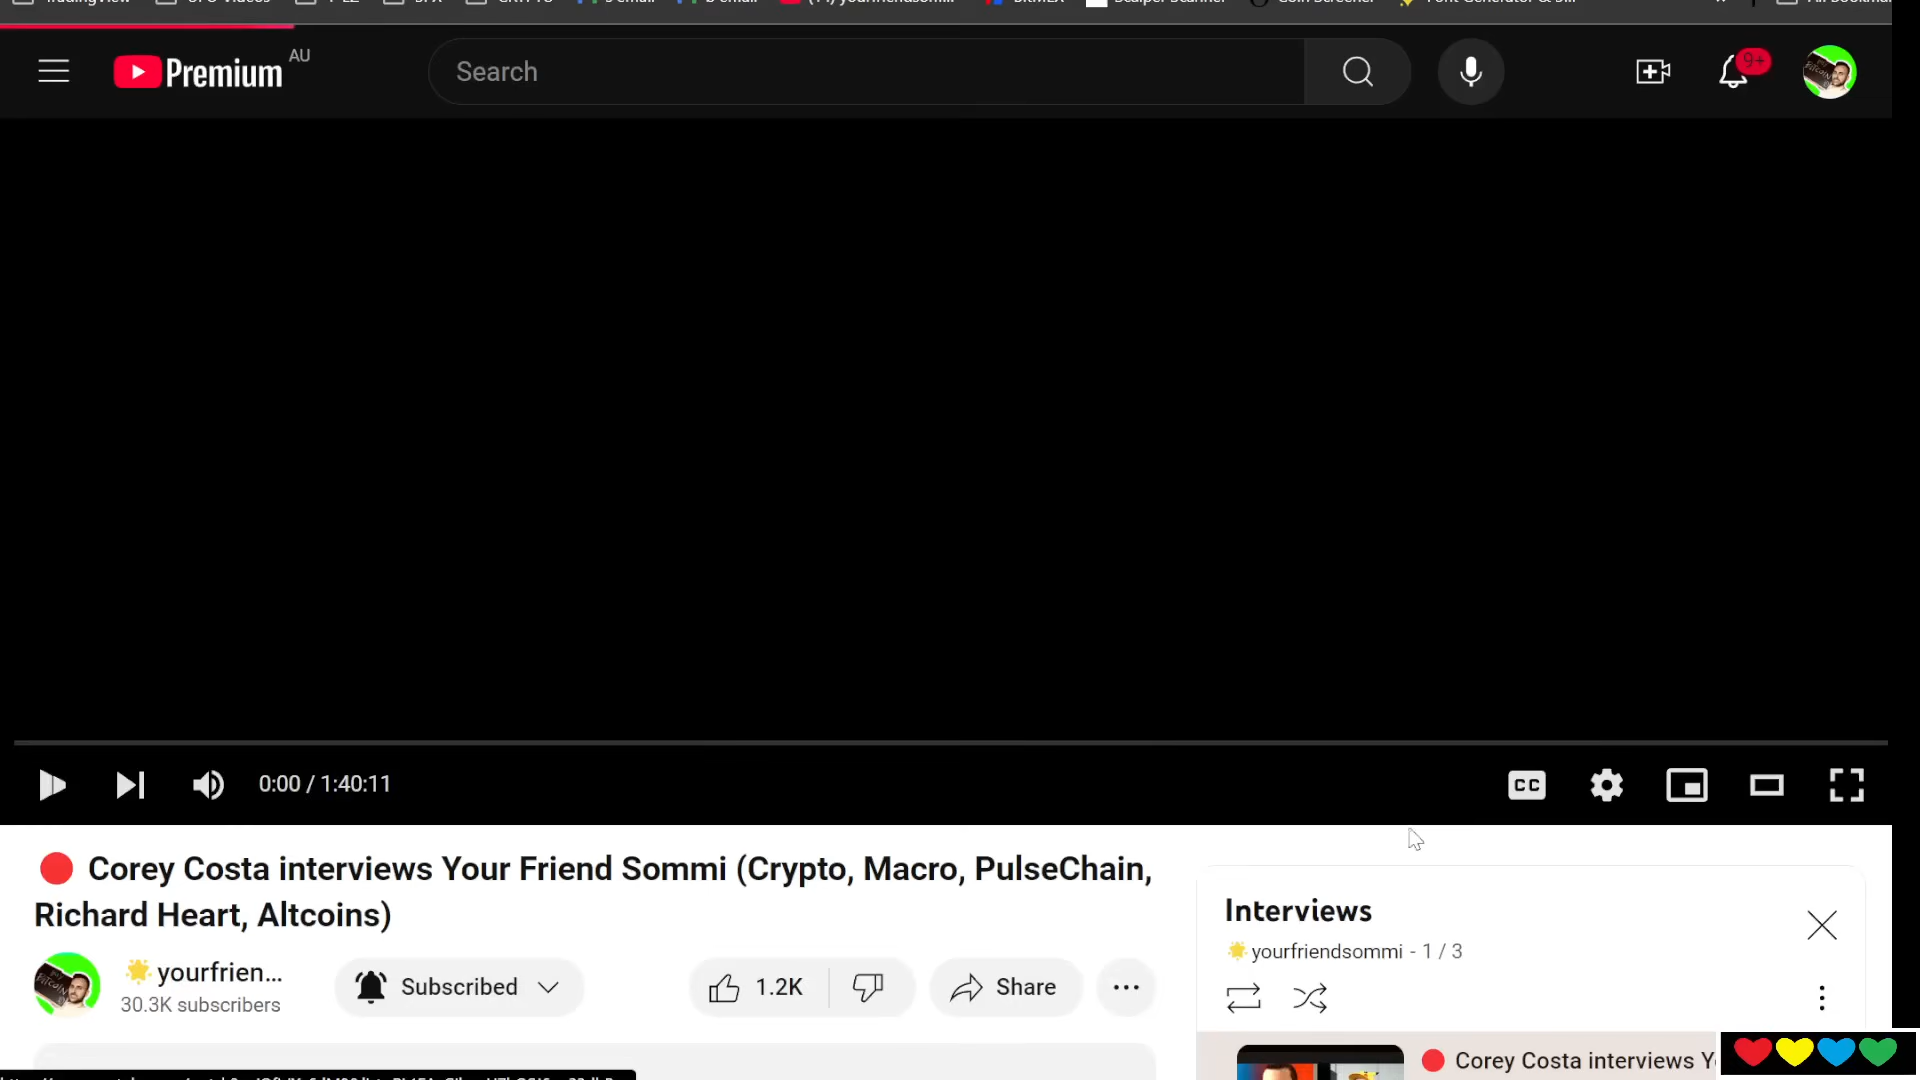 Premium AU
Search
9+
0:00 / 1:40:11
CC
Corey Costa interviews Your Friend Sommi (Crypto, Macro, PulseChain,
Richard Heart, Altcoins)
yourfrien...
30.3K subscribers
Subscribed
1.2K
Share
Interviews
yourfriendsommi - 1 / 3
Corey Costa interviews